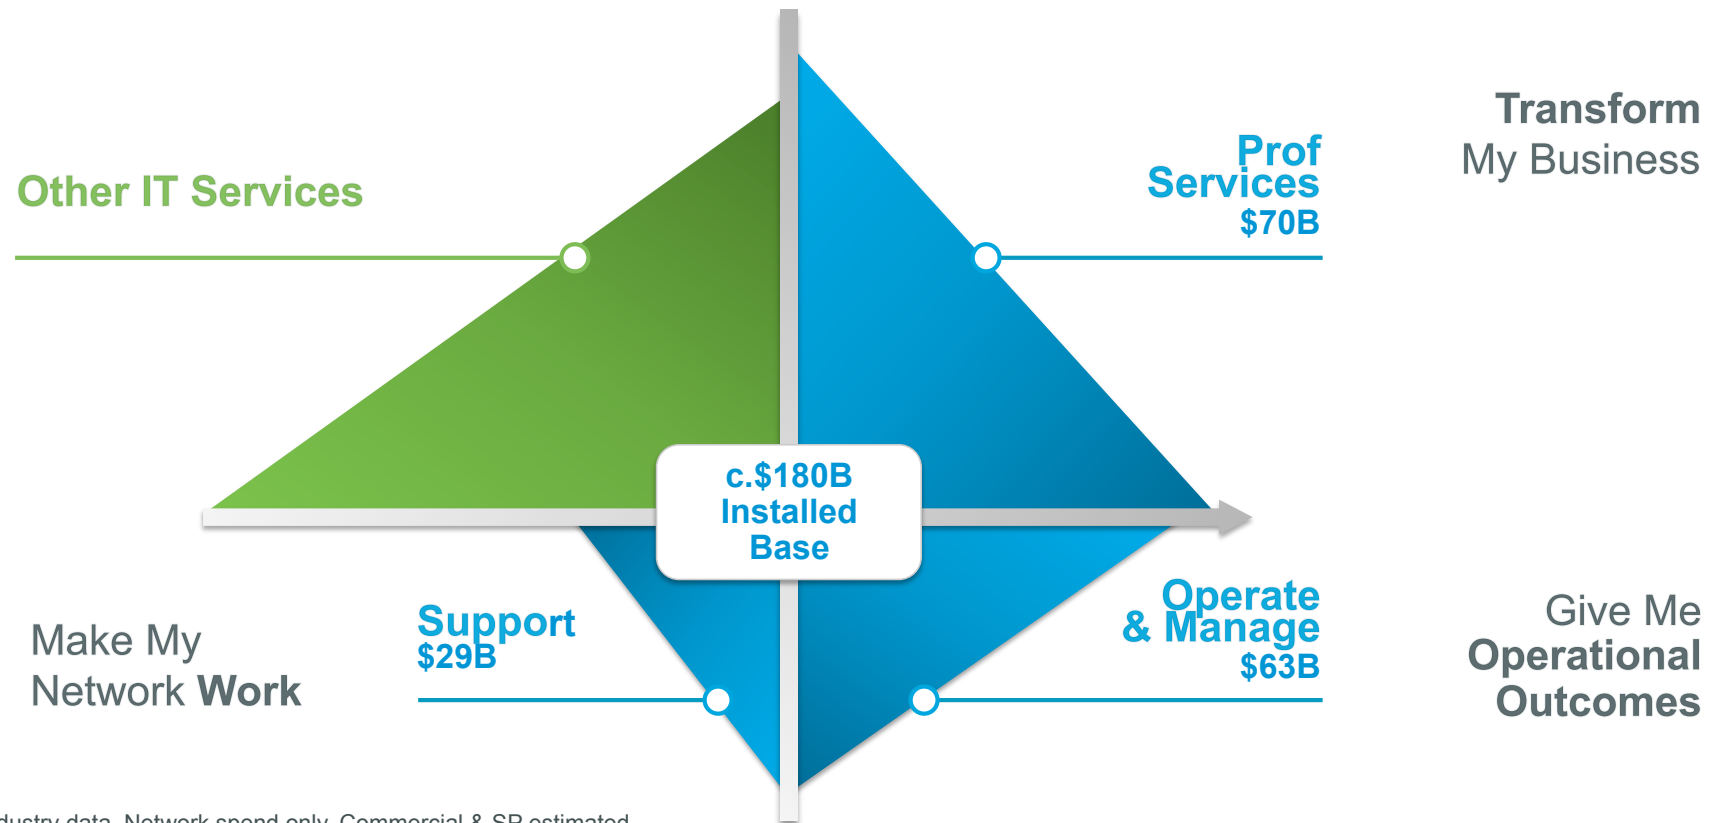 Transform
My Business
Prof
Services
$70B
Other IT Services
c.$180B
Installed
Base
Make My
Network Work
Support
$29B
Operate
& Manage
$63B
Give Me
Operational
Outcomes
data. Network spend only. Commercial & SP estimated